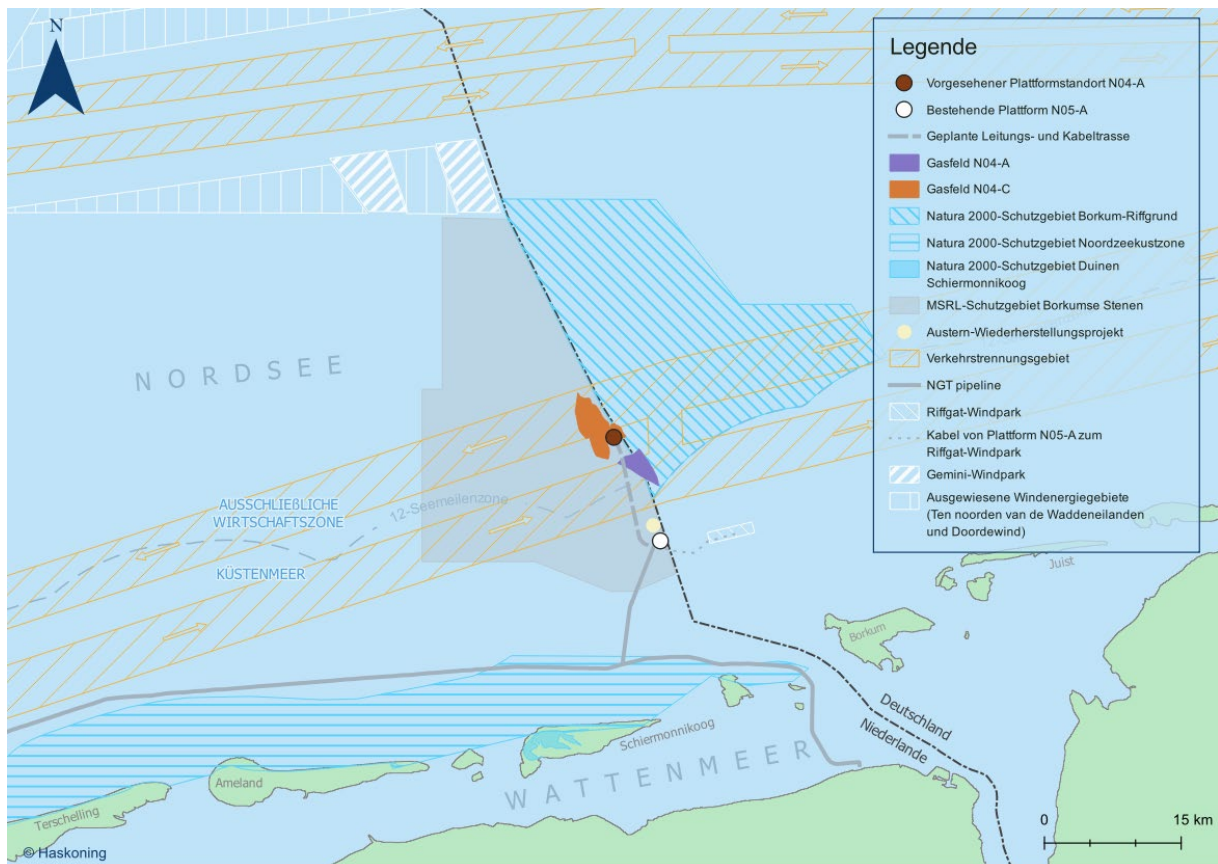 N
Legende
Vorgesehener Plattformstandort N04-A
Bestehende Plattform N05-A
Geplante Leitungs- und Kabeltrasse
Gasfeld N04-A
Gasfeld N04-C
Natura 2000-Schutzgebiet Borkum-Riffgrund
Natura 2000-Schutzgebiet Noordzeekustzone
Natura 2000-Schutzgebiet Duinen
Schiermonnikoog
MSRL-Schutzgebiet Borkumse Stenen
Austern-Wiederherstellungsprojekt
Verkehrstrennungsgebiet
NGT pipeline
Riffgat-Windpark
Kabel von Plattform N05-A zum
Riffgat-Windpark
Gemini-Windpark
Ausgewiesene Windenergiegebiete
(Ten noorden van de Waddeneilanden
und Doordewind)
NORDSEE
AUSSCHLIEßLICHE
WIRTSCHAFTSZONE
12-Seemeilenzone
KÜSTENMEER
Juist
Borkum
Deutschland
Niederlande
Schiermonnikoog
WATTENMEER
Ameland
Terschelling
0 15 km
© Haskoning